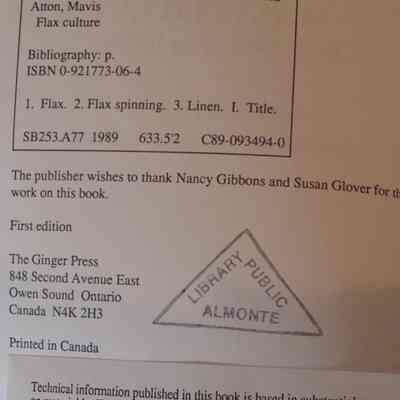 Atton, Mavis
Flax culture
Bibliography: p.
ISBN 0-921773-06-4
1. Flax. 2. Flax spinning. 3. Linen. I. Title.
SB253.A77 1989 633.5'2 C89-093494-0
The publisher wishes to thank Nancy Gibbons and Susan Glover for
work on this book.
First edition
The Ginger Press
848 Second Avenue East
Owen Sound Ontario
Canada N4K 2H3
LIBRARY PUBLIC
ALMONTE
Printed in Canada
Technical information published in this book is based in